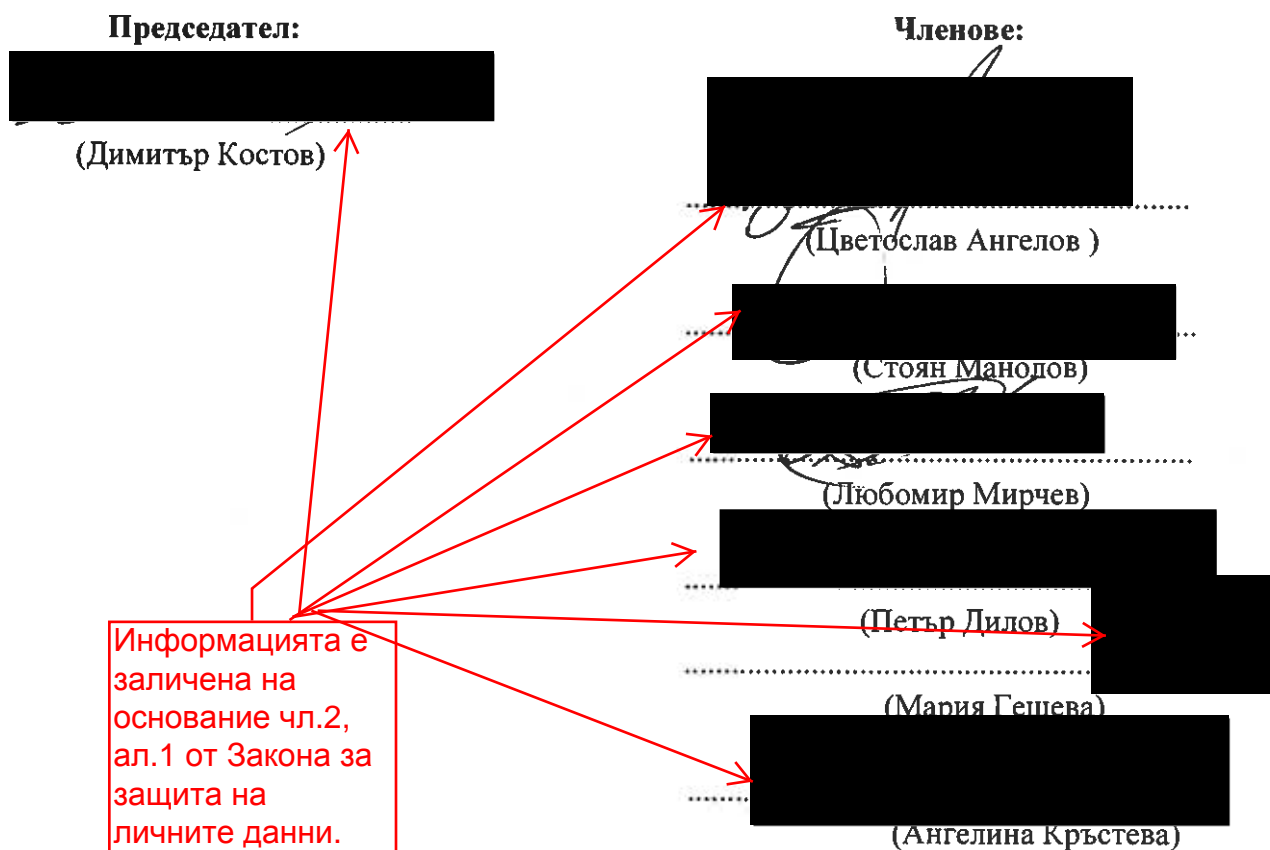 Председател:
(Димитър Костов)
Членове:
(Цветослав Ангелов )
(Стоян Манолов)
(Любомир Мирчев)
(Петър Дилов)
(Мария Гешева)
(Ангелина Кръстева)
Информацията е
заличена на
основание чл.2,
ал.1 от Закона за
защита на
личните данни.